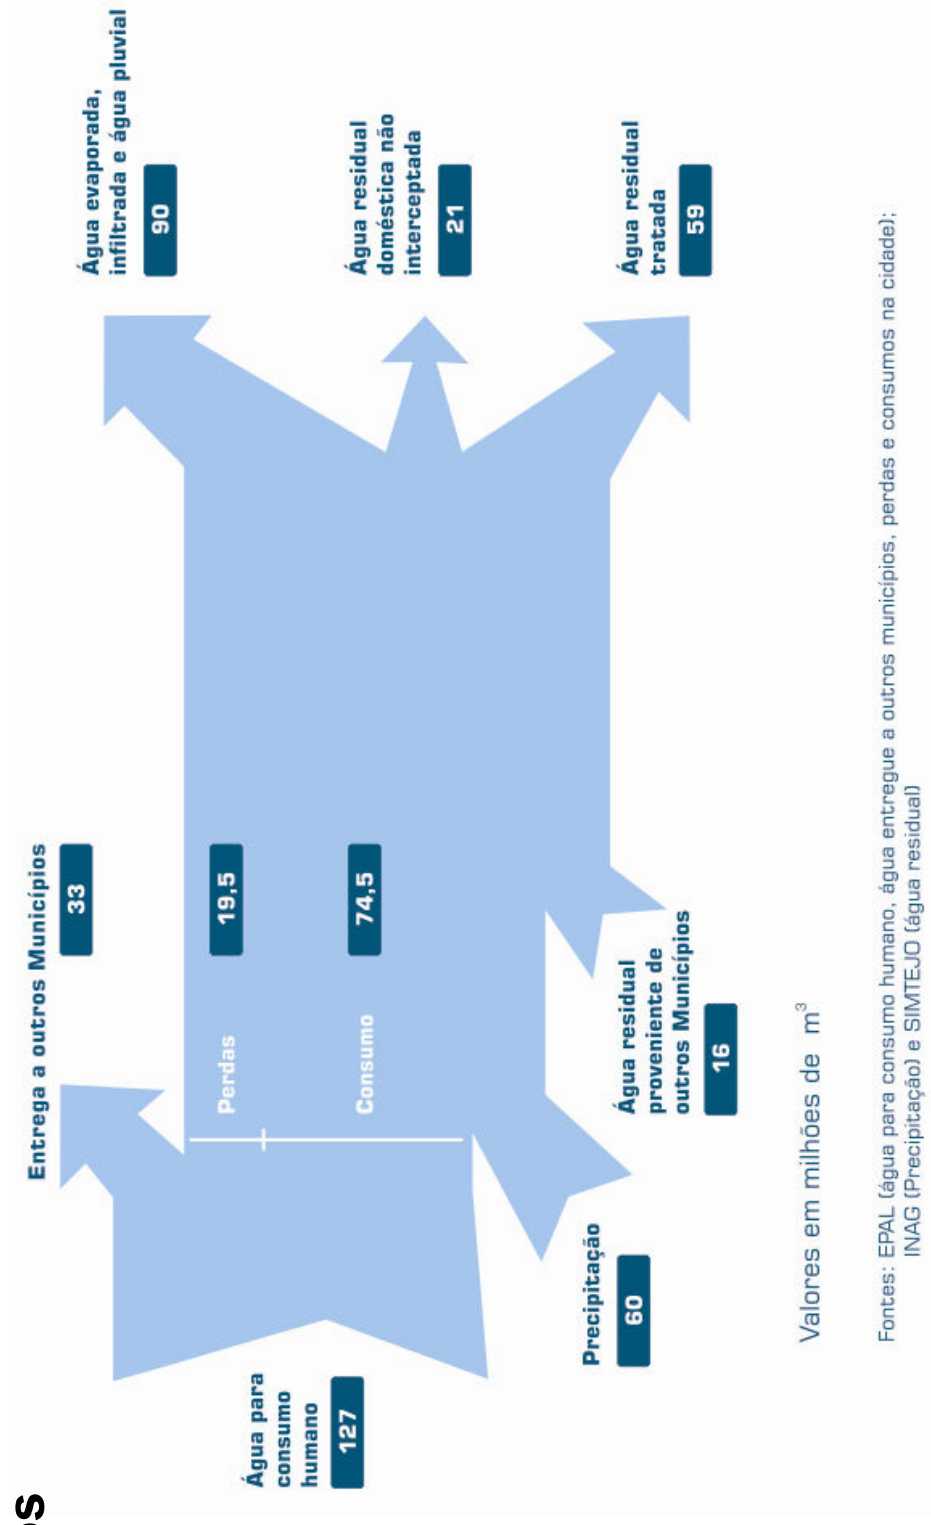 os
Entrega a outros Municípios
33
Água para
consumo
humano
127
Perdas
19,5
Consumo
74,5
Precipitação
60
Água residual
proveniente de
outros Municípios
16
Água evaporada,
infiltrada e água pluvial
90
Água residual
doméstica não
interceptada
21
Água residual
tratada
59
Valores em milhões de m³
Fontes: EPAL (água para consumo humano, água entregue a outros municípios, perdas e consumos na cidade);
INAG (Precipitação) e SIMTEJO (água residual)